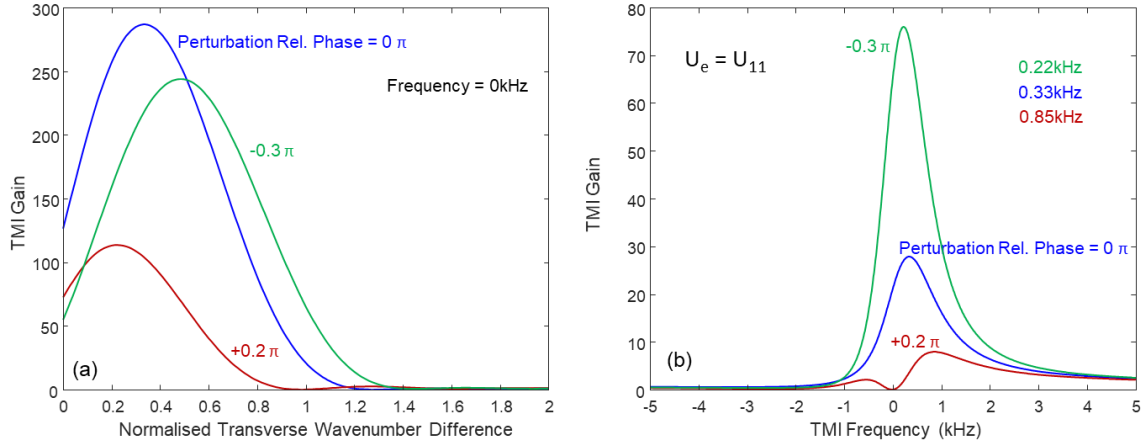 300
250
200
150
100
50
0
TMI Gain
Perturbation Rel. Phase = 0 π
Frequency = 0kHz
-0.3 π
+0.2 π
(a)
0 0.2 0.4 0.6 0.8 1 1.2 1.4 1.6 1.8 2
Normalised Transverse Wavenumber Difference
80
70
60
50
40
30
20
10
0
TMI Gain
-0.3 π
U_e = U_11
0.22kHz
0.33kHz
0.85kHz
Perturbation Rel. Phase = 0 π
+0.2 π
(b)
-5 -4 -3 -2 -1 0 1 2 3 4 5
TMI Frequency (kHz)